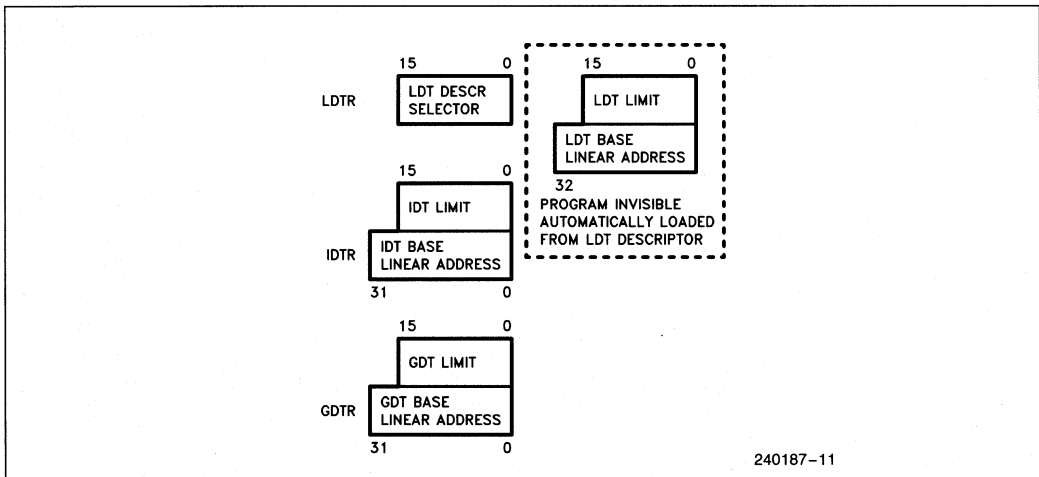 15 0
LDTR
LDT DESCR
SELECTOR
15 0
LDT LIMIT
LDT BASE
LINEAR ADDRESS
32
PROGRAM INVISIBLE
AUTOMATICALLY LOADED
FROM LDT DESCRIPTOR
15 0
IDT LIMIT
IDTR
IDT BASE
LINEAR ADDRESS
31 0
15 0
GDT LIMIT
GDTR
GDT BASE
LINEAR ADDRESS
31 0
240187-11